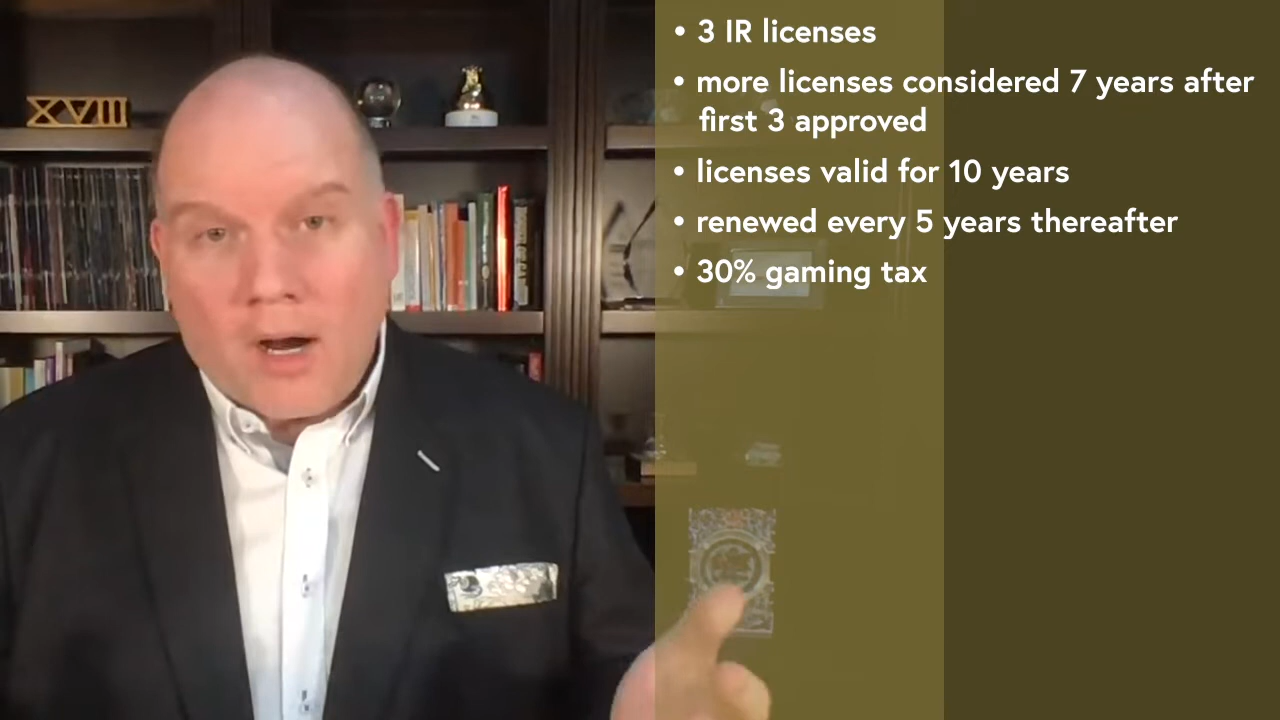 XVIII
• 3 IR licenses
• more licenses considered 7 years after
first 3 approved
• licenses valid for 10 years
• renewed every 5 years thereafter
• 30% gaming tax